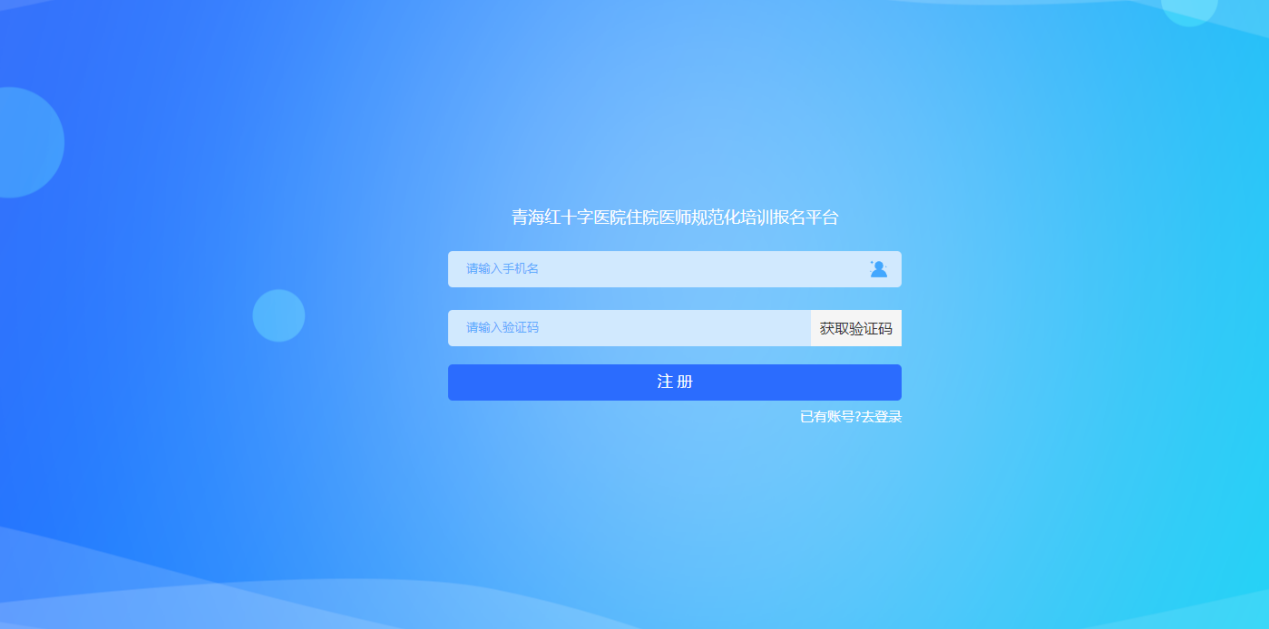 青海红十字医院住院医师规范化培训报名平台
请输入手机名
请输入验证码
获取验证码
注 册
已有账号?去登录